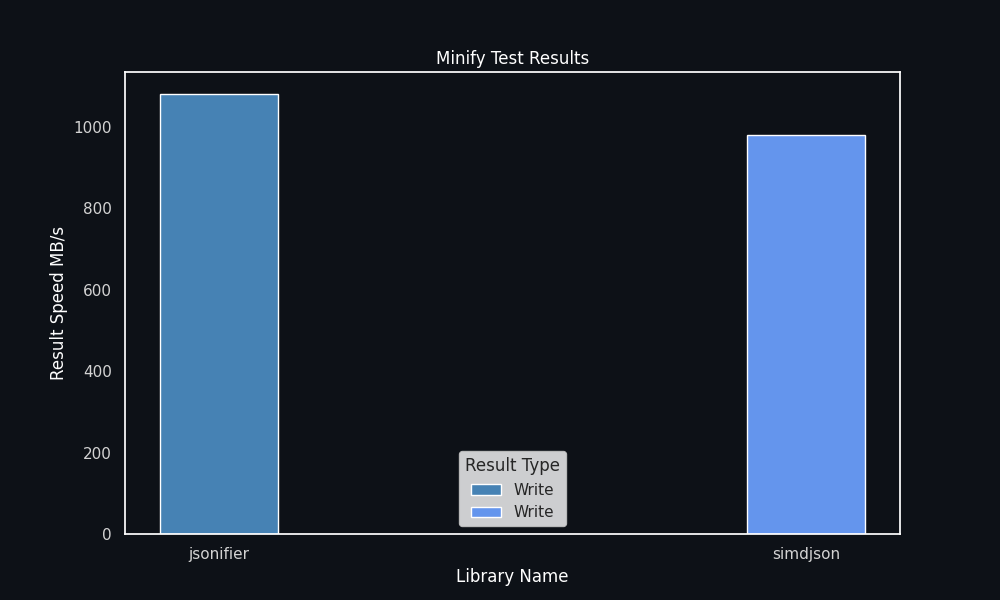 Minify Test Results
Result Speed MB/s
1000
800
600
400
200
0
Result Type
Write
Write
jsonifier
simdjson
Library Name